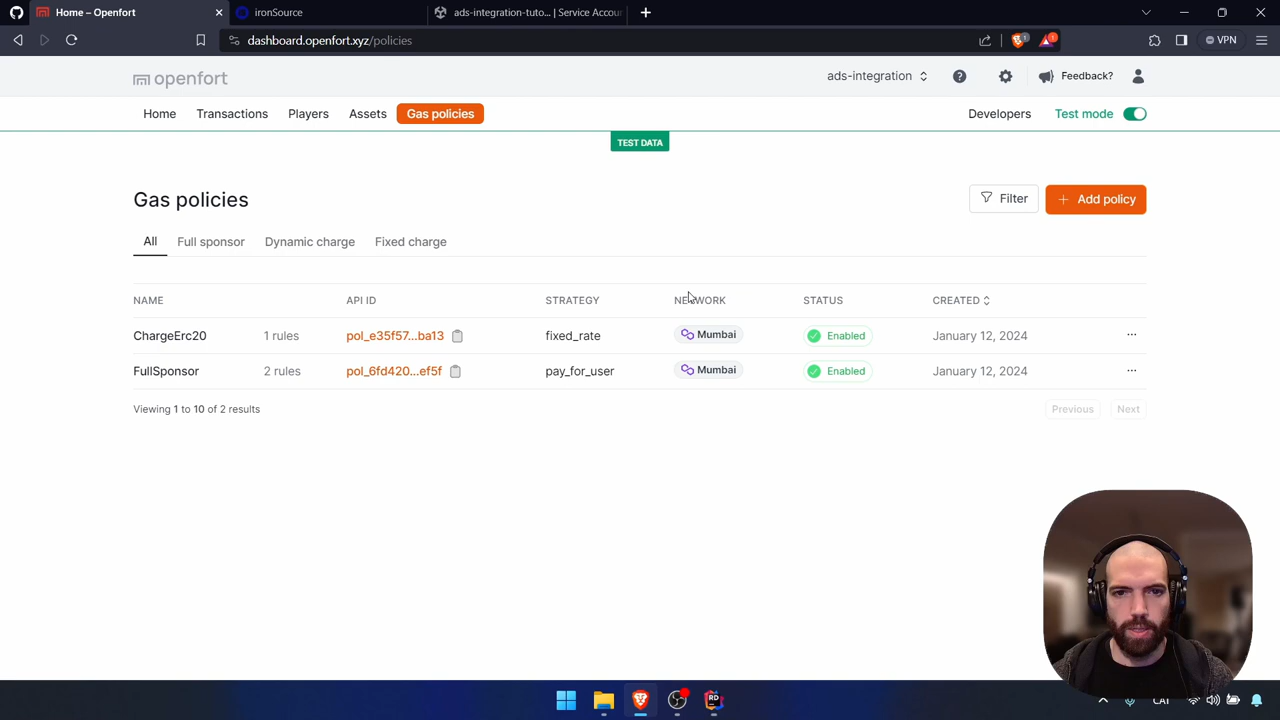 Home – Openfort
ironSource
ads-integration-tuto... | Service Accou
dashboard.openfort.xyz/policies
1
1
VPN
openfort
ads-integration
Feedback?
Home Transactions Players Assets Gas policies
Developers Test mode
TEST DATA
Gas policies
Filter
Add policy
All Full sponsor Dynamic charge Fixed charge
NAME API ID STRATEGY NETWORK STATUS CREATED
ChargeErc20 1 rules pol_e35f57...ba13 fixed_rate Mumbai Enabled January 12, 2024 ...
FullSponsor 2 rules pol_6fd420...ef5f pay_for_user Mumbai Enabled January 12, 2024 ...
Viewing 1 to 10 of 2 results
Previous Next
RD
CAT